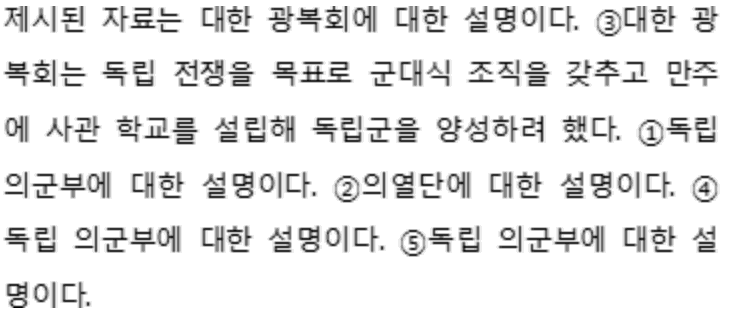 제시된 자료는 대한 광복회에 대한 설명이다. ③대한 광
복회는 독립 전쟁을 목표로 군대식 조직을 갖추고 만주
에 사관 학교를 설립해 독립군을 양성하려 했다. ①독립
의군부에 대한 설명이다. ②의열단에 대한 설명이다. ④
독립 의군부에 대한 설명이다. ⑤독립 의군부에 대한 설
명이다.